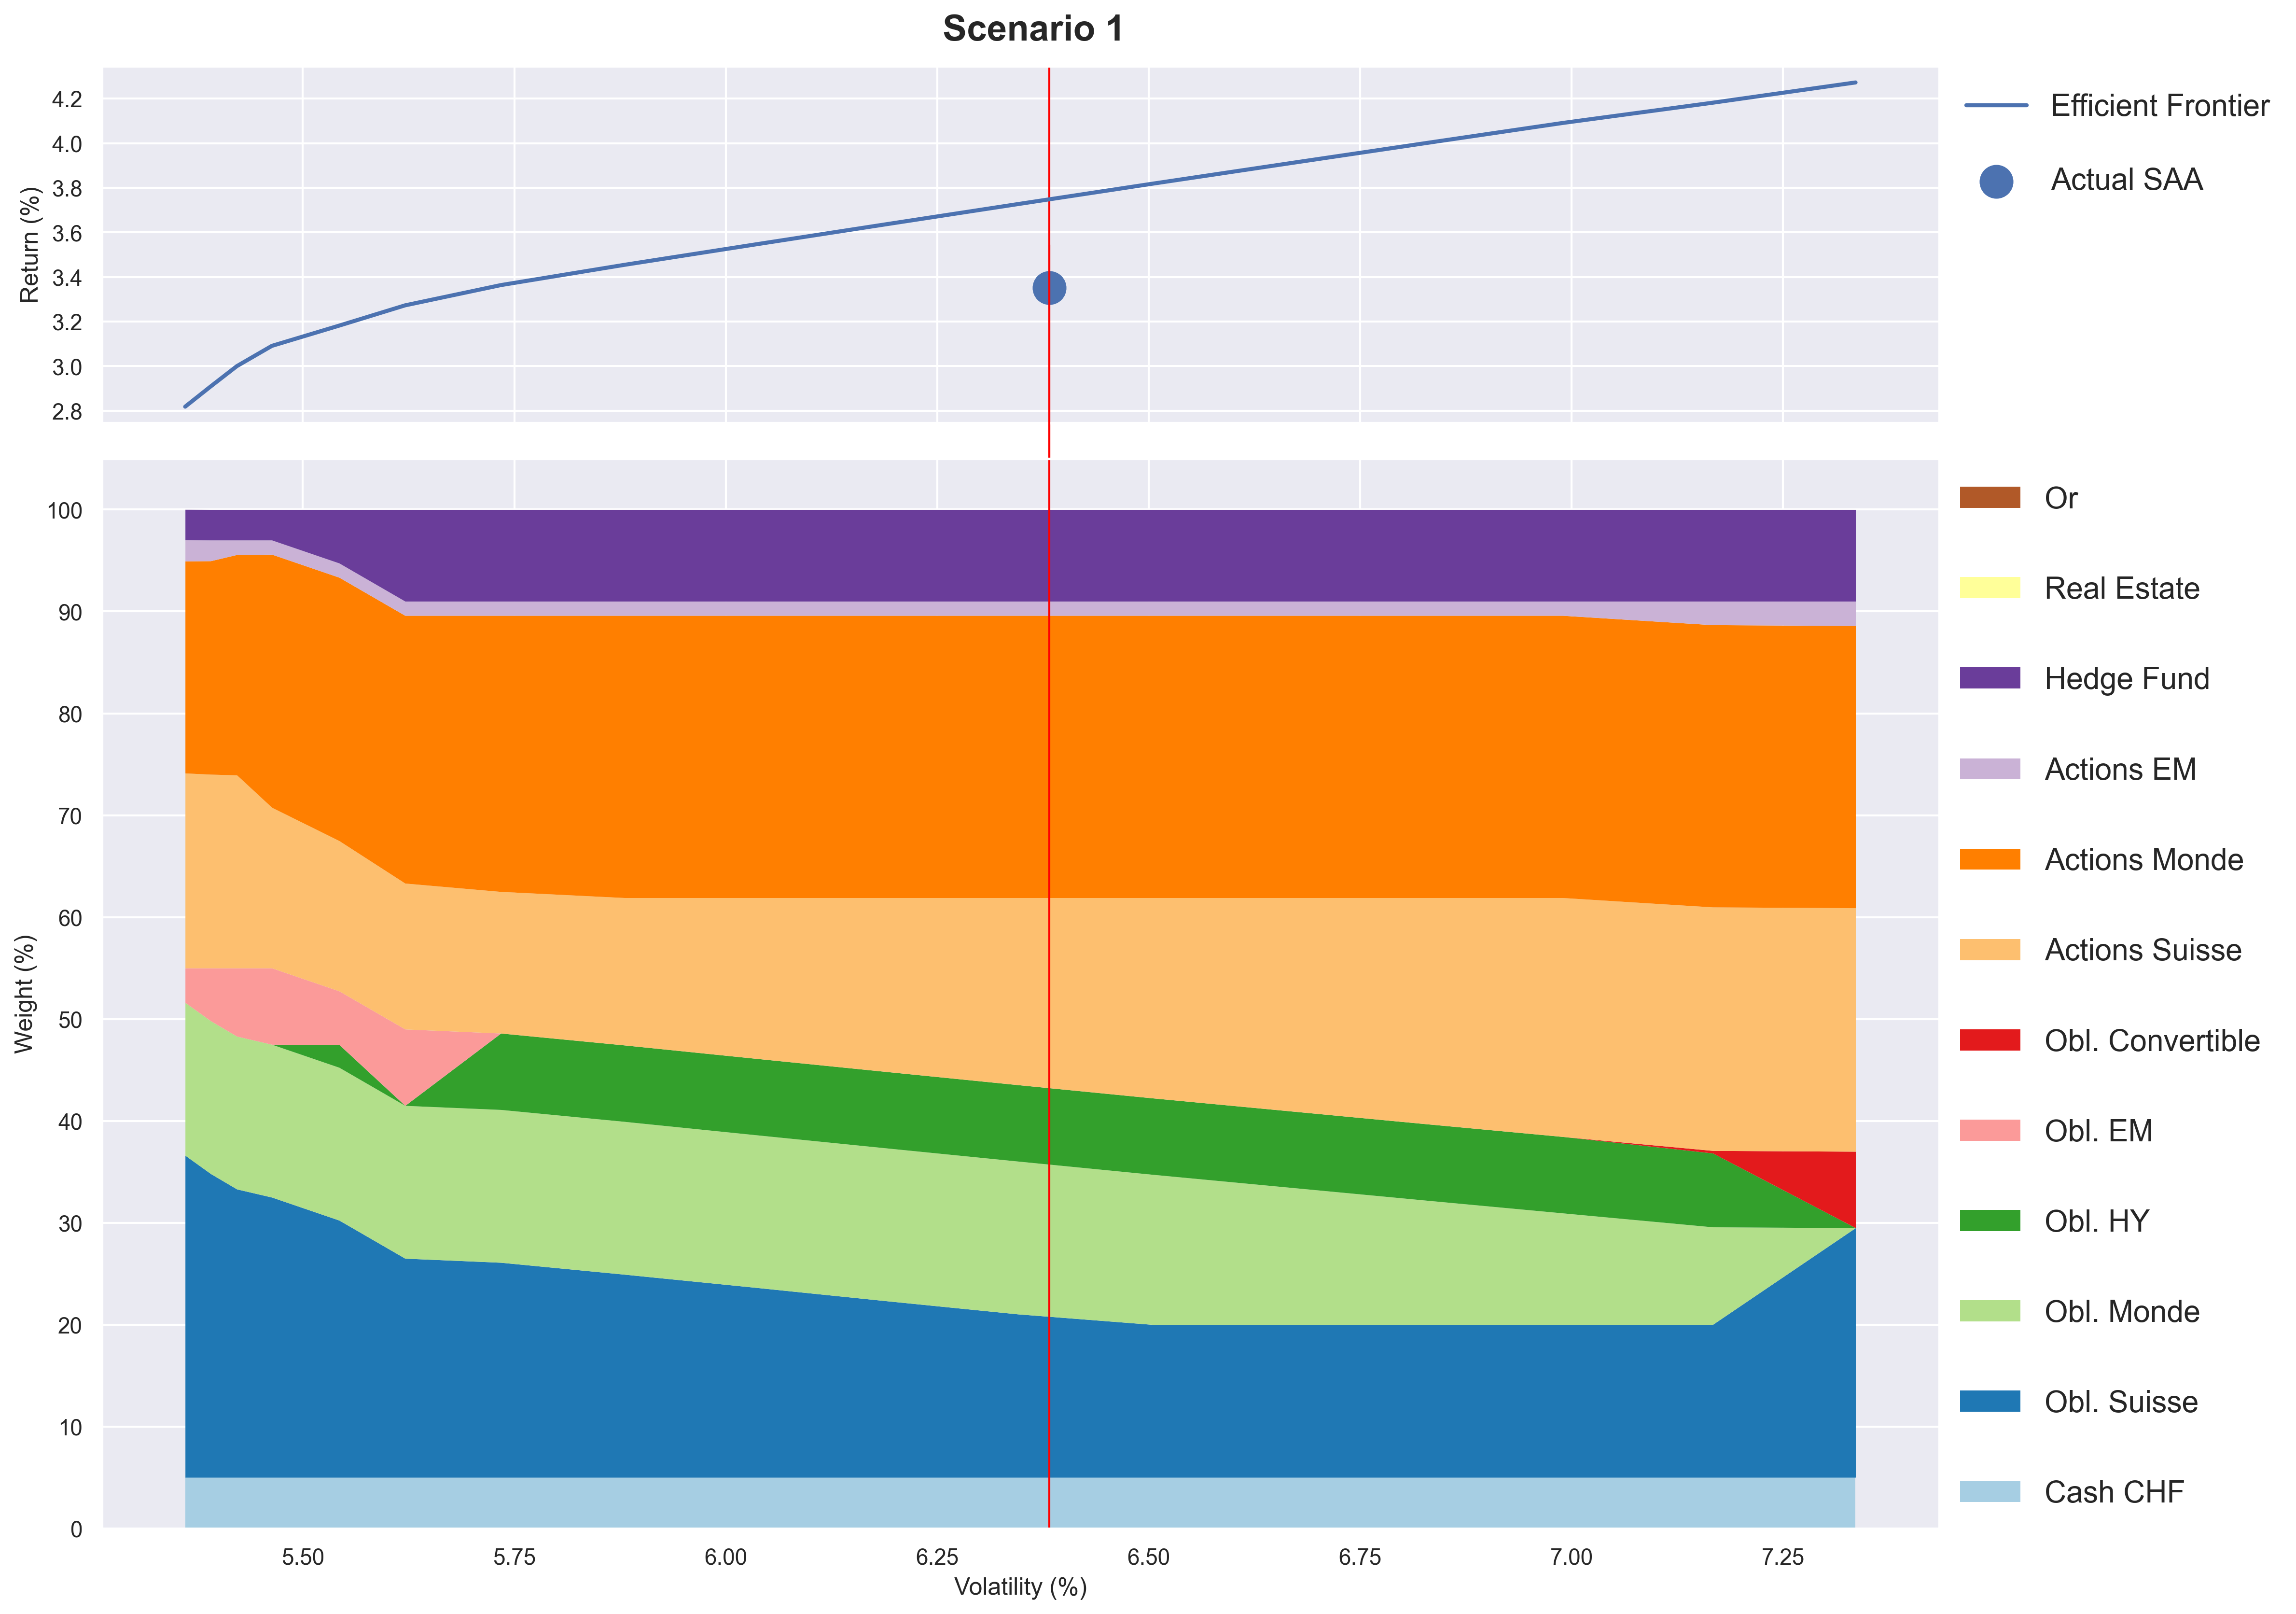 Scenario 1
Return (%)
4.2
4.0
3.8
3.6
3.4
3.2
3.0
2.8
Efficient Frontier
Actual SAA
Weight (%)
100
90
80
70
60
50
40
30
20
10
0
5.50 5.75 6.00 6.25 6.50 6.75 7.00 7.25
Volatility (%)
Or
Real Estate
Hedge Fund
Actions EM
Actions Monde
Actions Suisse
Obl. Convertible
Obl. EM
Obl. HY
Obl. Monde
Obl. Suisse
Cash CHF